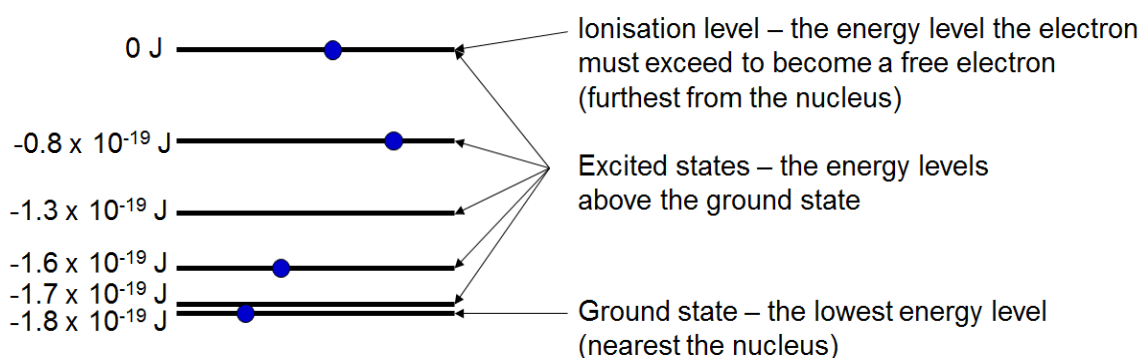 0 J
Ionisation level – the energy level the electron
must exceed to become a free electron
(furthest from the nucleus)
-0.8 x 10⁻¹⁹ J
Excited states – the energy levels
above the ground state
-1.3 x 10⁻¹⁹ J
-1.6 x 10⁻¹⁹ J
-1.7 x 10⁻¹⁹ J
-1.8 x 10⁻¹⁹ J
Ground state – the lowest energy level
(nearest the nucleus)